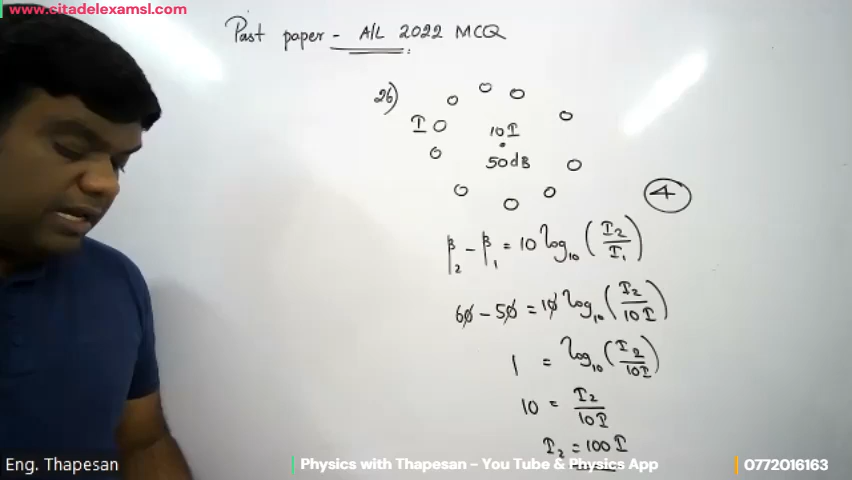 www.citadelexamsl.com
Past paper - A/L 2022 MCQ
26)
I
10I
50dB
4
β₂ - β₁ = 10 log₁₀ (I₂/I₁)
60 - 50 = 10 log₁₀ (I₂/10I)
1 = log₁₀ (I₂/10I)
10 = I₂/10I
I₂ = 100I
Eng. Thapesan
Physics with Thapesan - You Tube & Physics App
0772016163